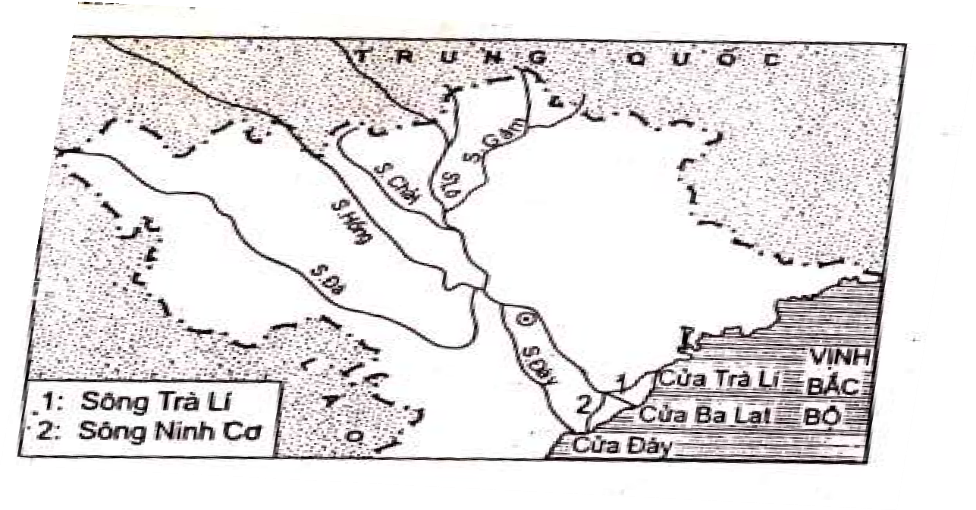 TRUNG QUỐC
S. Gâm
S. Chảy
S. Lô
S. Hồng
S. Đà
S. Đáy
LÀO
1
2
VỊNH
BẮC
BỘ
Cửa Trà Lí
Cửa Ba Lạt
Cửa Đáy
1: Sông Trà Lí
2: Sông Ninh Cơ